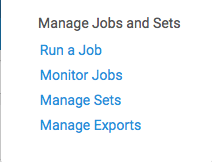 Manage Jobs and Sets
Run a Job
Monitor Jobs
Manage Sets
Manage Exports